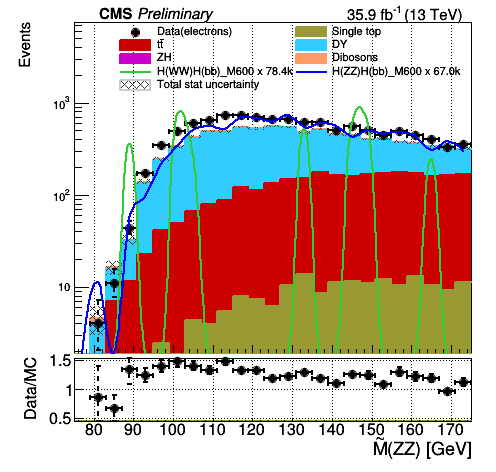 CMS Preliminary 35.9 fb⁻¹ (13 TeV)
Events
Data(electrons) Single top
tt̄ DY
ZH Dibosons
H(WW)H(bb)_M600 x 78.4k H(ZZ)H(bb)_M600 x 67.0k
Total stat uncertainty
10³
10²
10
Data/MC
1.5
1
0.5
80 90 100 110 120 130 140 150 160 170
M̃(ZZ) [GeV]